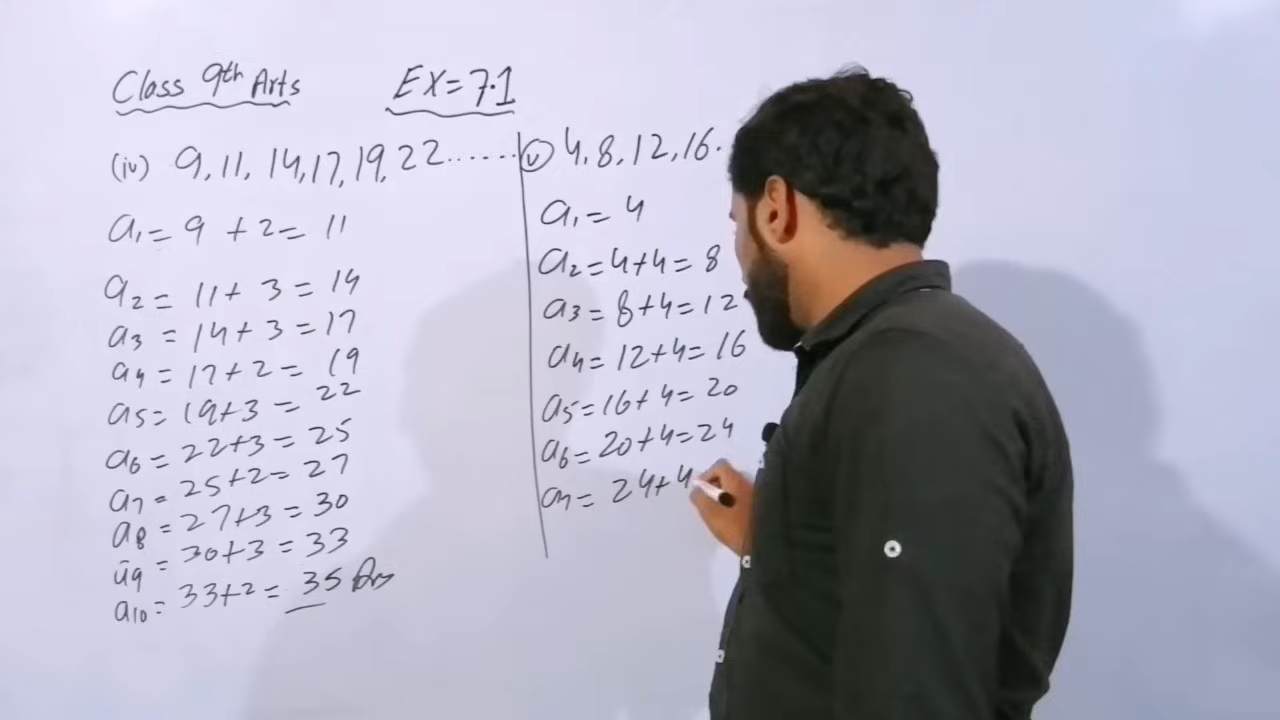 Class 9th Arts
EX=7.1
(iv) 9, 11, 14, 17, 19, 22......
a₁= 9 +2= 11
a₂ = 11+ 3 = 14
a₃ = 14+ 3 =17
a₄ = 17+2 = 19
a₅= 19+3 = 22
a₆ = 22+3 = 25
a₇= 25+2= 27
a₈ = 27+3 = 30
a₉ = 30+3 = 33
a₁₀= 33+2= 35 Ans
(v) 4, 8, 12, 16.
a₁= 4
a₂=4+4= 8
a₃= 8+4=12
a₄= 12+4=16
a₅=16+4=20
a₆=20+4=24
a₇= 24+4